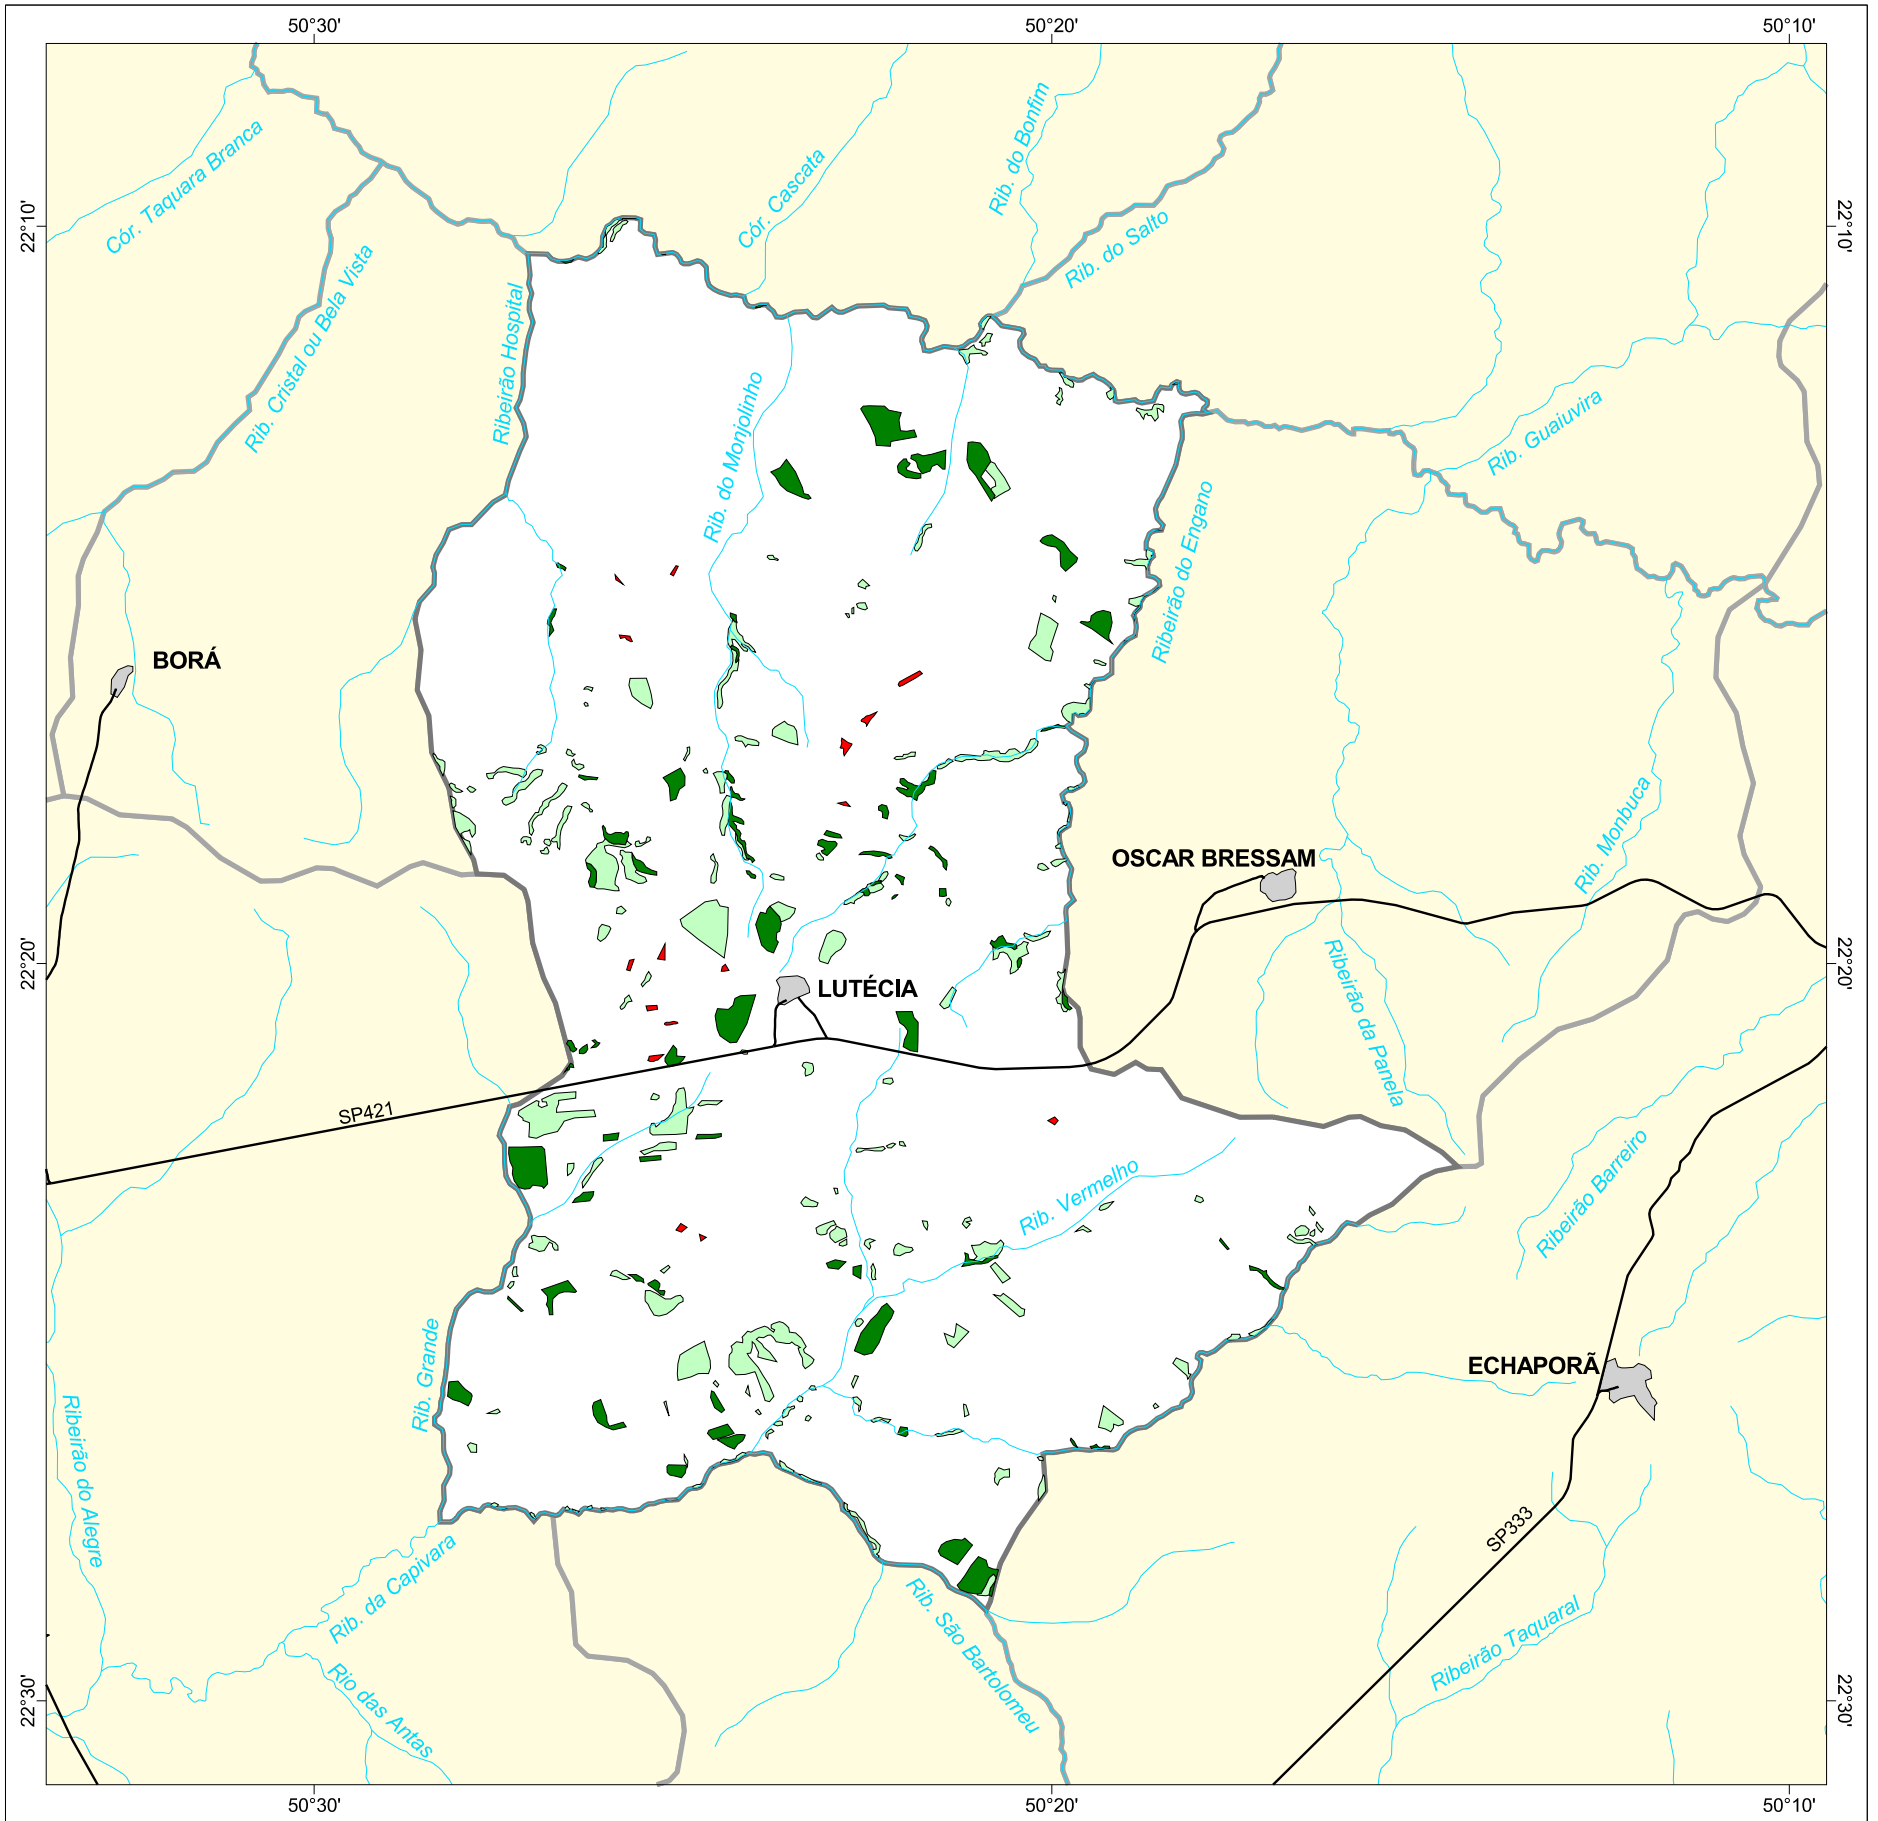 50°30'
50°20'
50°10'
22°10'
22°10'
Cór. Taquara Branca
Rib. Cristal ou Bela Vista
Ribeirão Hospital
Cór. Cascata
Rib. do Bonfim
Rib. do Salto
Rib. do Monjolinho
Ribeirão do Engano
Rib. Guaiuvira
BORÁ
Rib. Monbuca
OSCAR BRESSAM
22°20'
22°20'
LUTÉCIA
Ribeirão da Panela
SP421
Rib. Vermelho
Ribeirão Barreiro
Rib. Grande
ECHAPORÃ
Ribeirão do Alegre
SP333
Rib. da Capivara
Rib. São Bartolomeu
Ribeirão Taquaral
Rio das Antas
22°30'
22°30'
50°30'
50°20'
50°10'